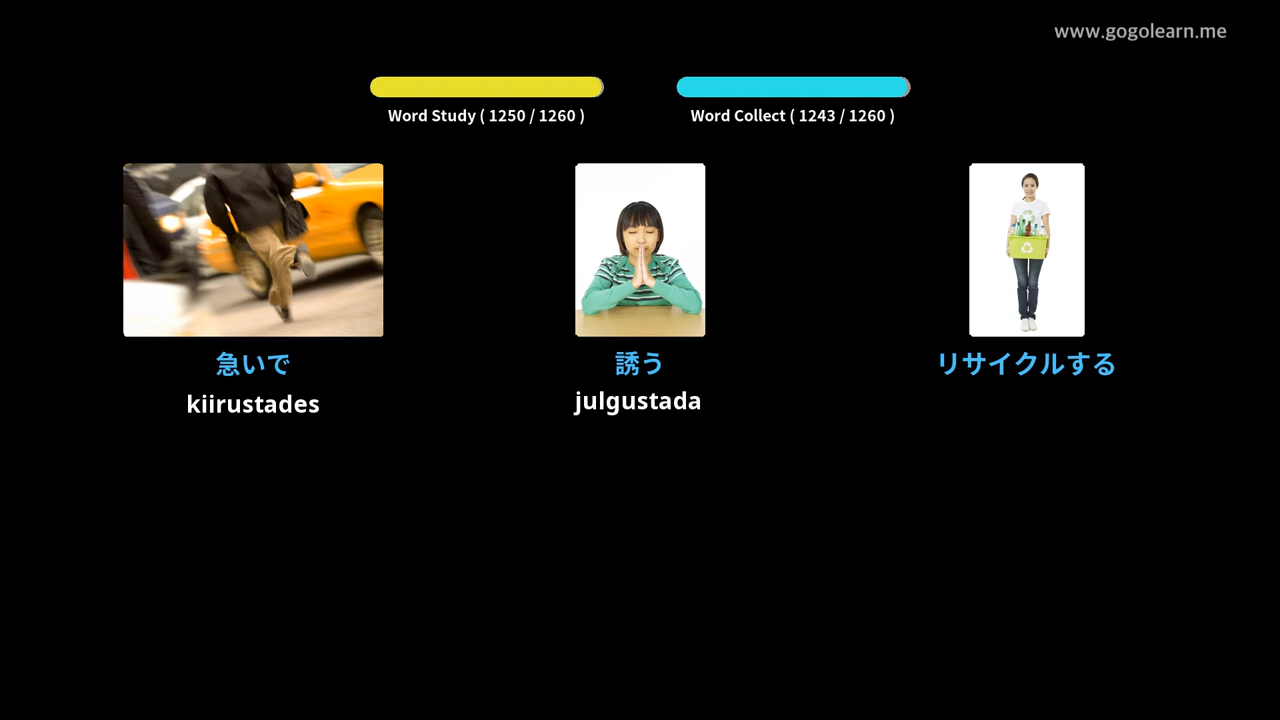 www.gogolearn.me
Word Study ( 1250 / 1260 )
Word Collect ( 1243 / 1260 )
急いで
誘う
リサイクルする
kiirustades
julgustada